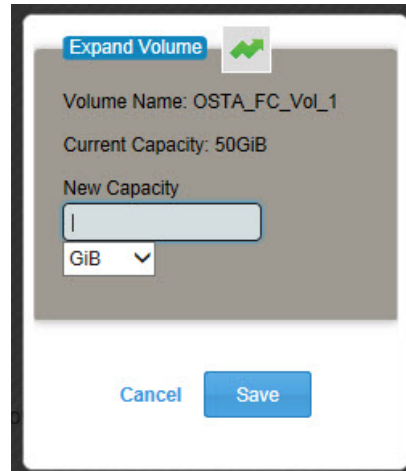 Expand Volume
Volume Name: OSTA_FC_Vol_1
Current Capacity: 50GiB
New Capacity
GiB
Cancel
Save